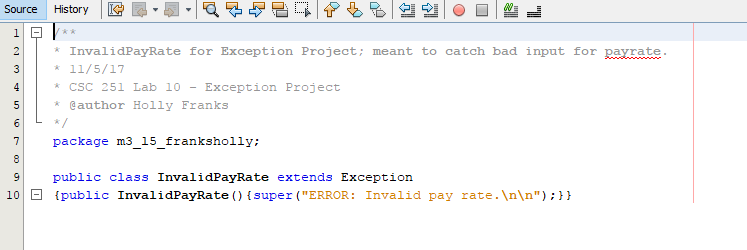 Source History
1 /**
2 * InvalidPayRate for Exception Project; meant to catch bad input for payrate.
3 * 11/5/17
4 * CSC 251 Lab 10 - Exception Project
5 * @author Holly Franks
6 */
7 package m3_l5_franksholly;
8
9 public class InvalidPayRate extends Exception
10 {public InvalidPayRate(){super("ERROR: Invalid pay rate.\n\n");}}